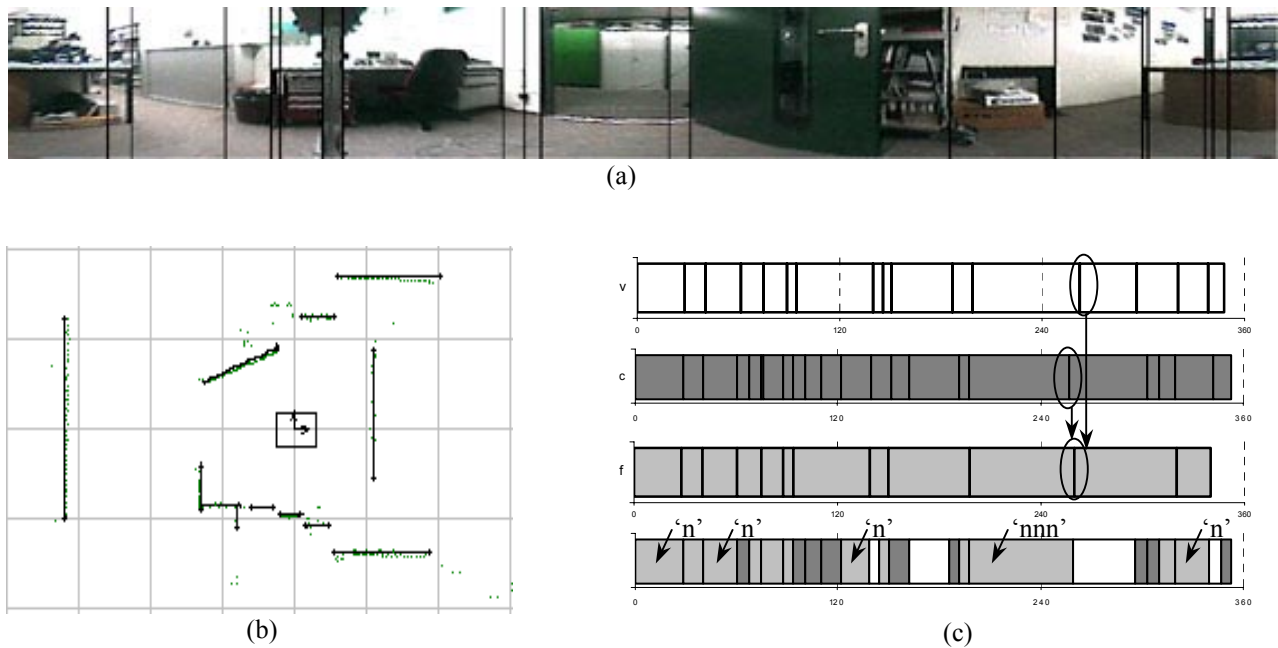 (a)
v
0 120 240 360
c
0 120 240 360
f
0 120 240 360
‘n’ ‘n’ ‘n’ ‘nnn’ ‘n’
0 120 240 360
(b) (c)